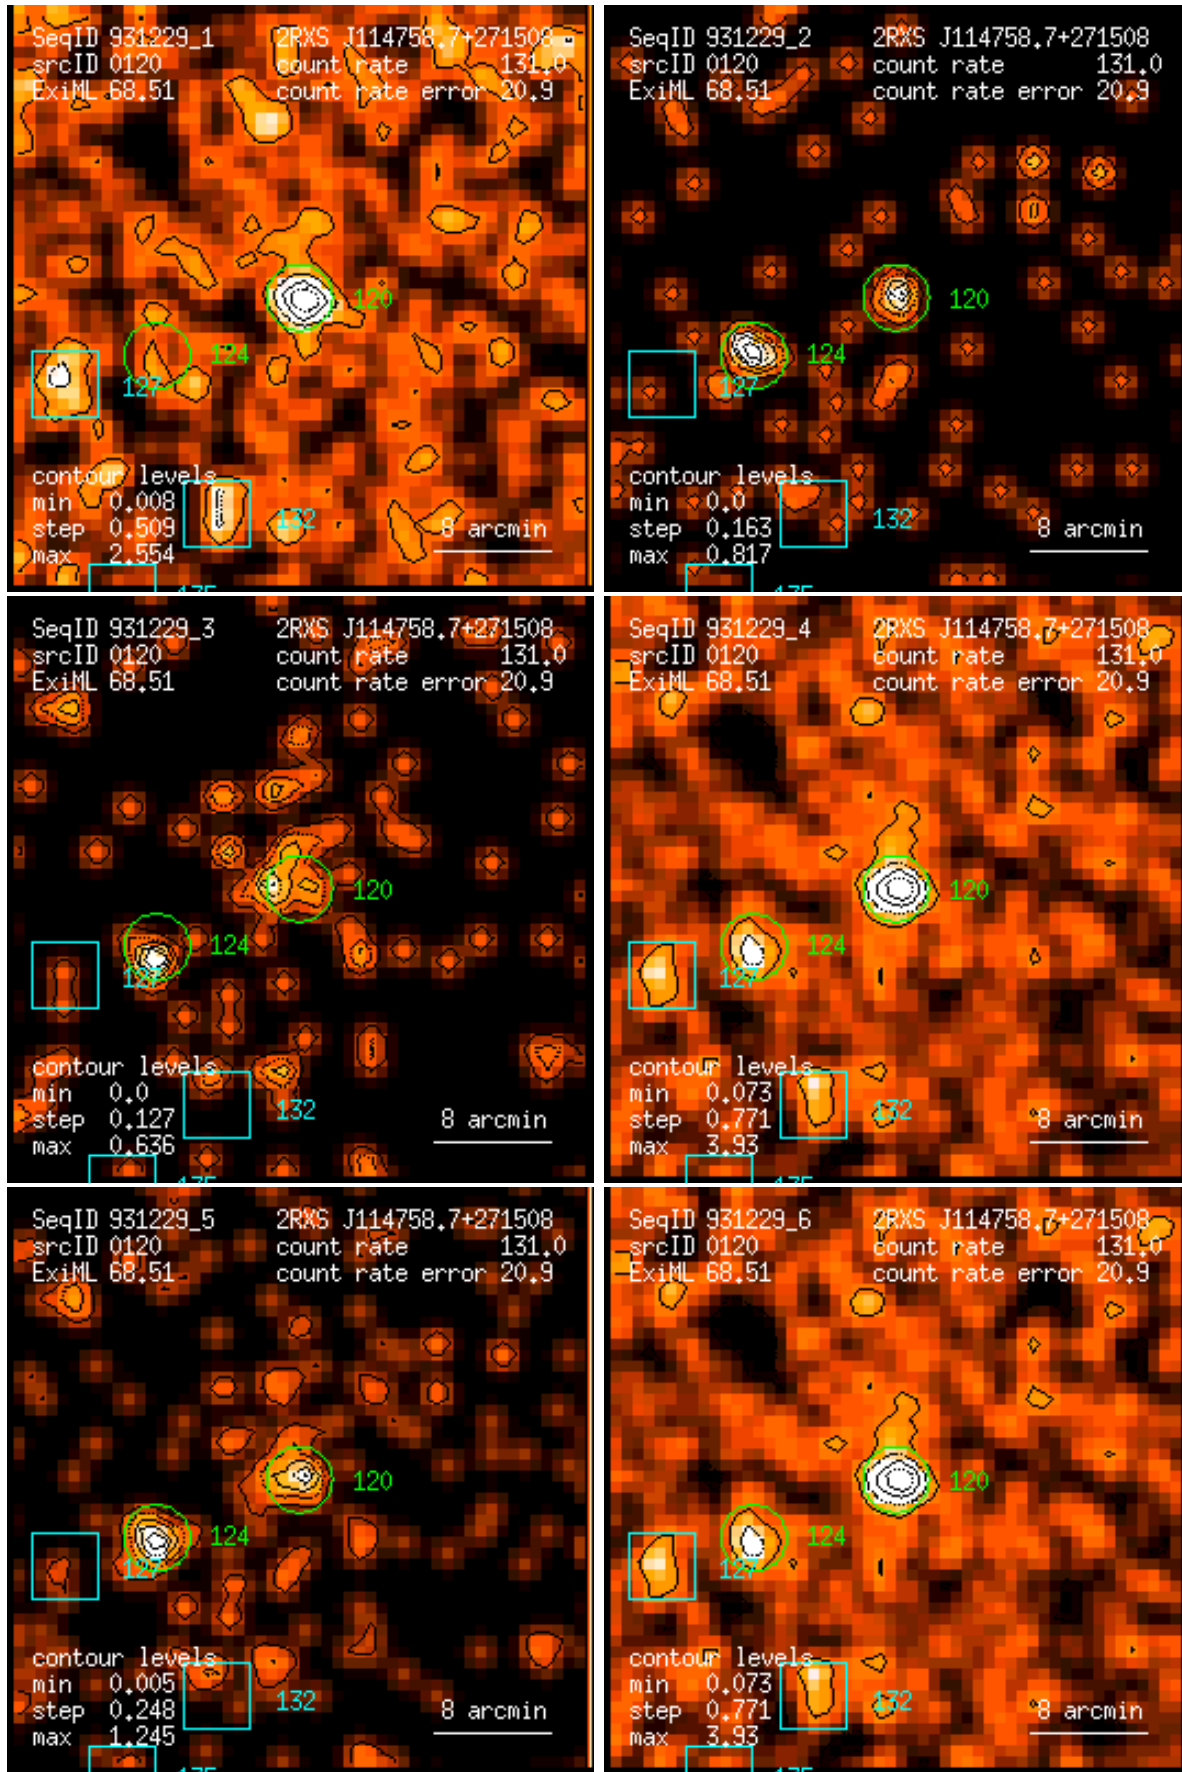 SeqID 931229_1 2RXS J114758.7+271508
srcID 0120 count rate 131.0
ExiML 68.51 count rate error 20.9
120
124
127
contour levels
min 0.008
step 0.509 132 8 arcmin
max 2.554
175
SeqID 931229_2 2RXS J114758.7+271508
srcID 0120 count rate 131.0
ExiML 68.51 count rate error 20.9
120
124
127
contour levels
min 0.0
step 0.163 132 8 arcmin
max 0.817
175
SeqID 931229_3 2RXS J114758.7+271508
srcID 0120 count rate 131.0
ExiML 68.51 count rate error 20.9
120
124
127
contour levels
min 0.0
step 0.127 132 8 arcmin
max 0.636
175
SeqID 931229_4 2RXS J114758.7+271508
srcID 0120 count rate 131.0
ExiML 68.51 count rate error 20.9
120
124
127
contour levels
min 0.073
step 0.771 132 8 arcmin
max 3.93
175
SeqID 931229_5 2RXS J114758.7+271508
srcID 0120 count rate 131.0
ExiML 68.51 count rate error 20.9
120
124
127
contour levels
min 0.005
step 0.248 132 8 arcmin
max 1.245
175
SeqID 931229_6 2RXS J114758.7+271508
srcID 0120 count rate 131.0
ExiML 68.51 count rate error 20.9
120
124
127
contour levels
min 0.073
step 0.771 132 8 arcmin
max 3.93
175